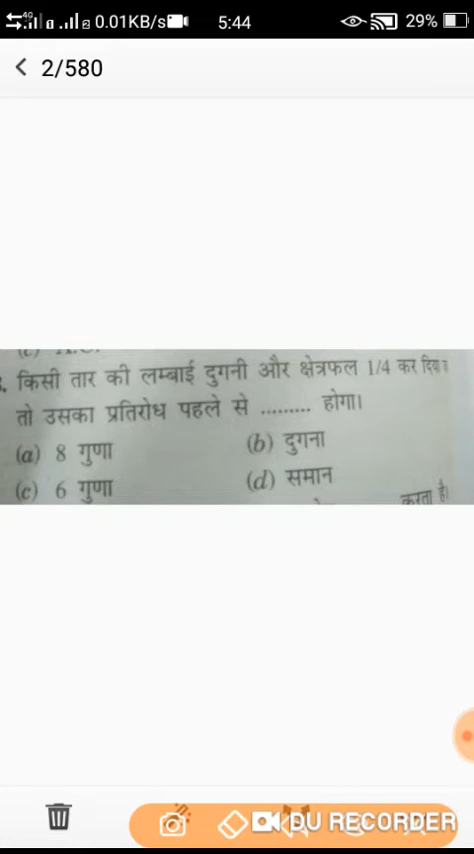 0.01KB/s 5:44 29%
2/580
किसी तार की लम्बाई दुगनी और क्षेत्रफल 1/4 कर दिया
तो उसका प्रतिरोध पहले से ......... होगा।
(a) 8 गुणा (b) दुगना
(c) 6 गुणा (d) समान
करता है।
DU RECORDER